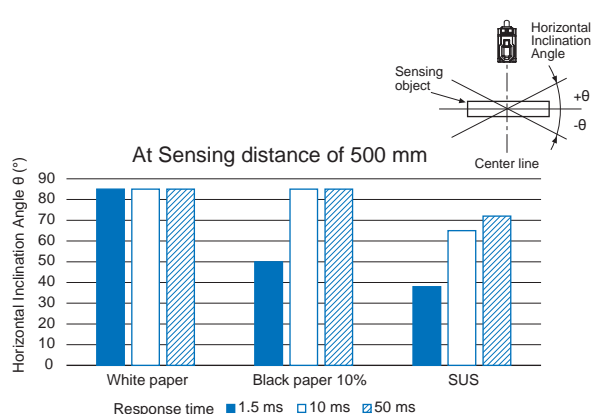 Horizontal
Inclination
Angle
Sensing
object
+θ
-θ
Center line
At Sensing distance of 500 mm
Horizontal Inclination Angle θ (°)
90
80
70
60
50
40
30
20
10
0
White paper Black paper 10% SUS
Response time 1.5 ms 10 ms 50 ms